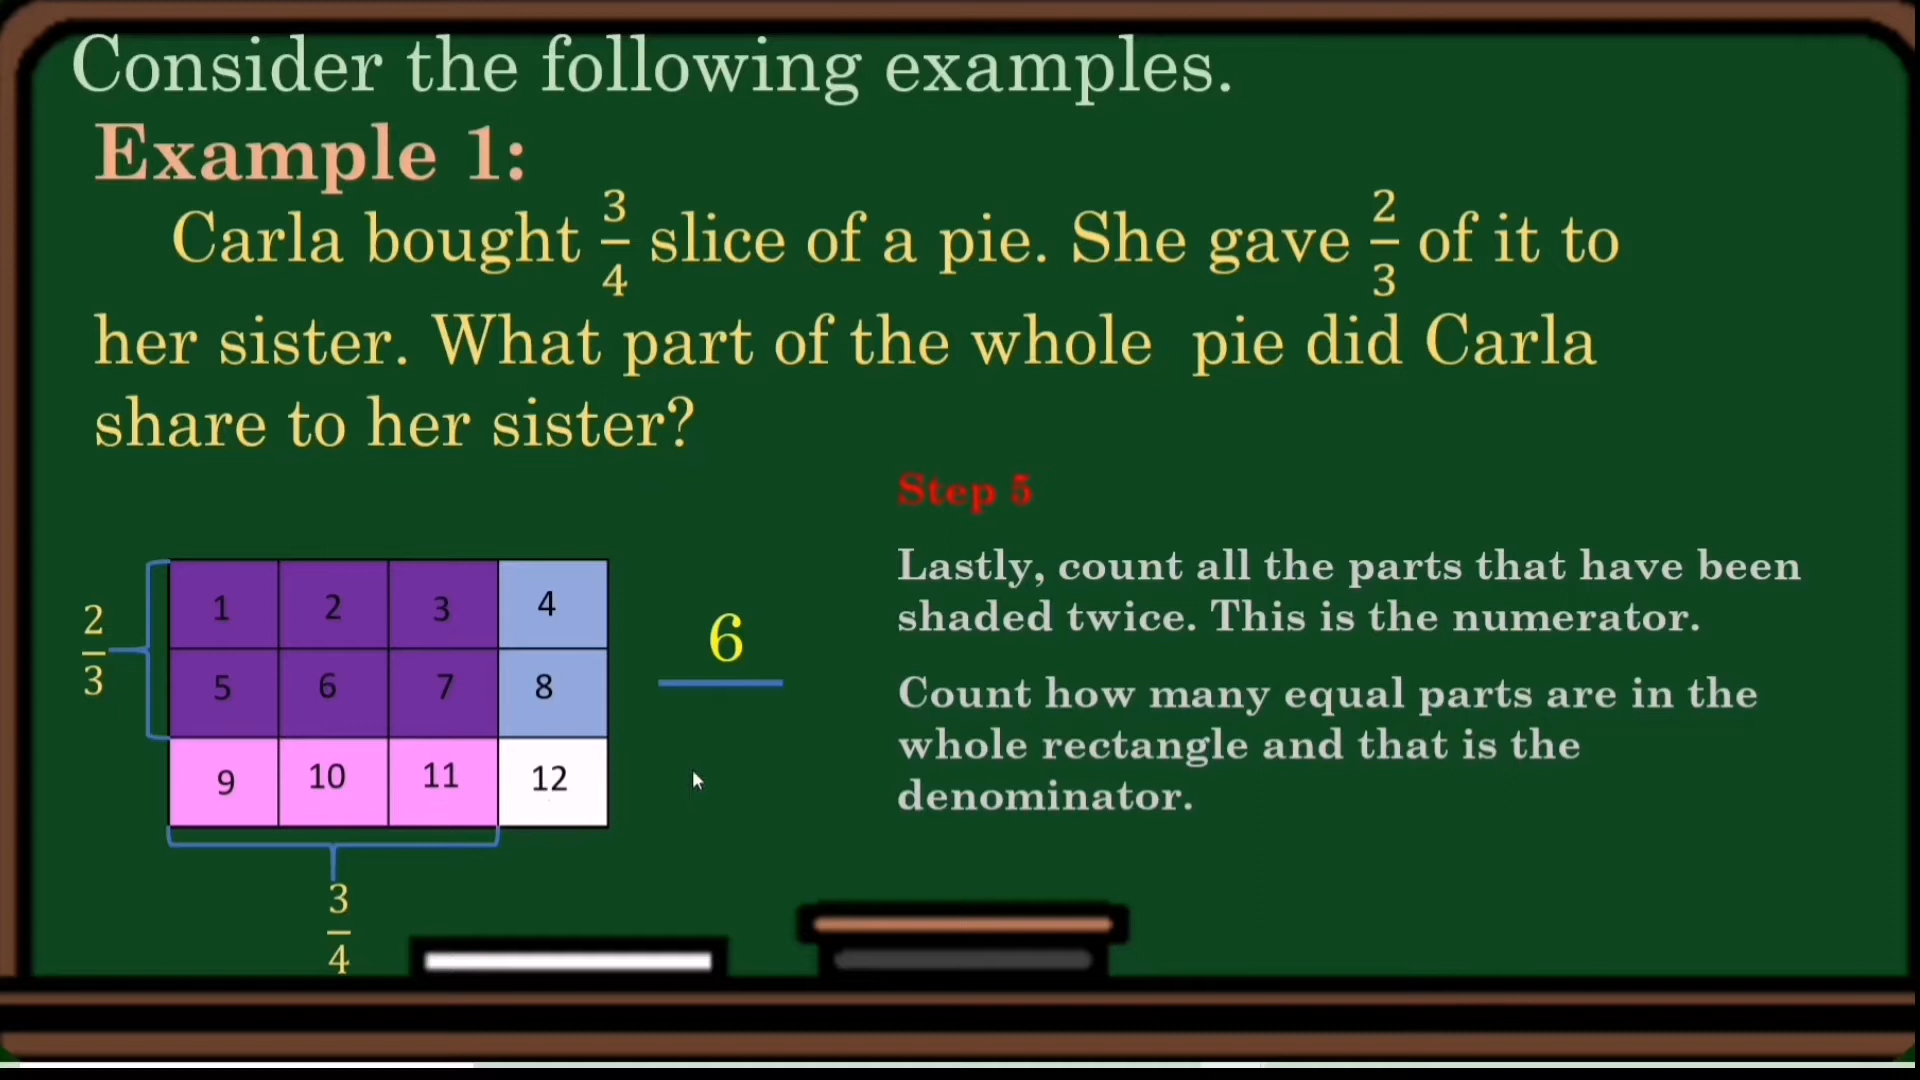 Consider the following examples.
Example 1:
Carla bought 3/4 slice of a pie. She gave 2/3 of it to
her sister. What part of the whole pie did Carla
share to her sister?
Step 5
Lastly, count all the parts that have been
shaded twice. This is the numerator.
Count how many equal parts are in the
whole rectangle and that is the
denominator.
2/3
1 2 3 4
5 6 7 8
9 10 11 12
3/4
6